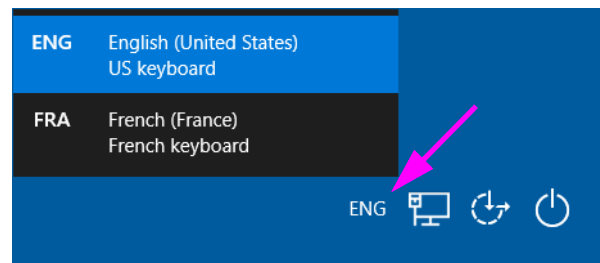 ENG English (United States)
US keyboard
FRA French (France)
French keyboard
ENG